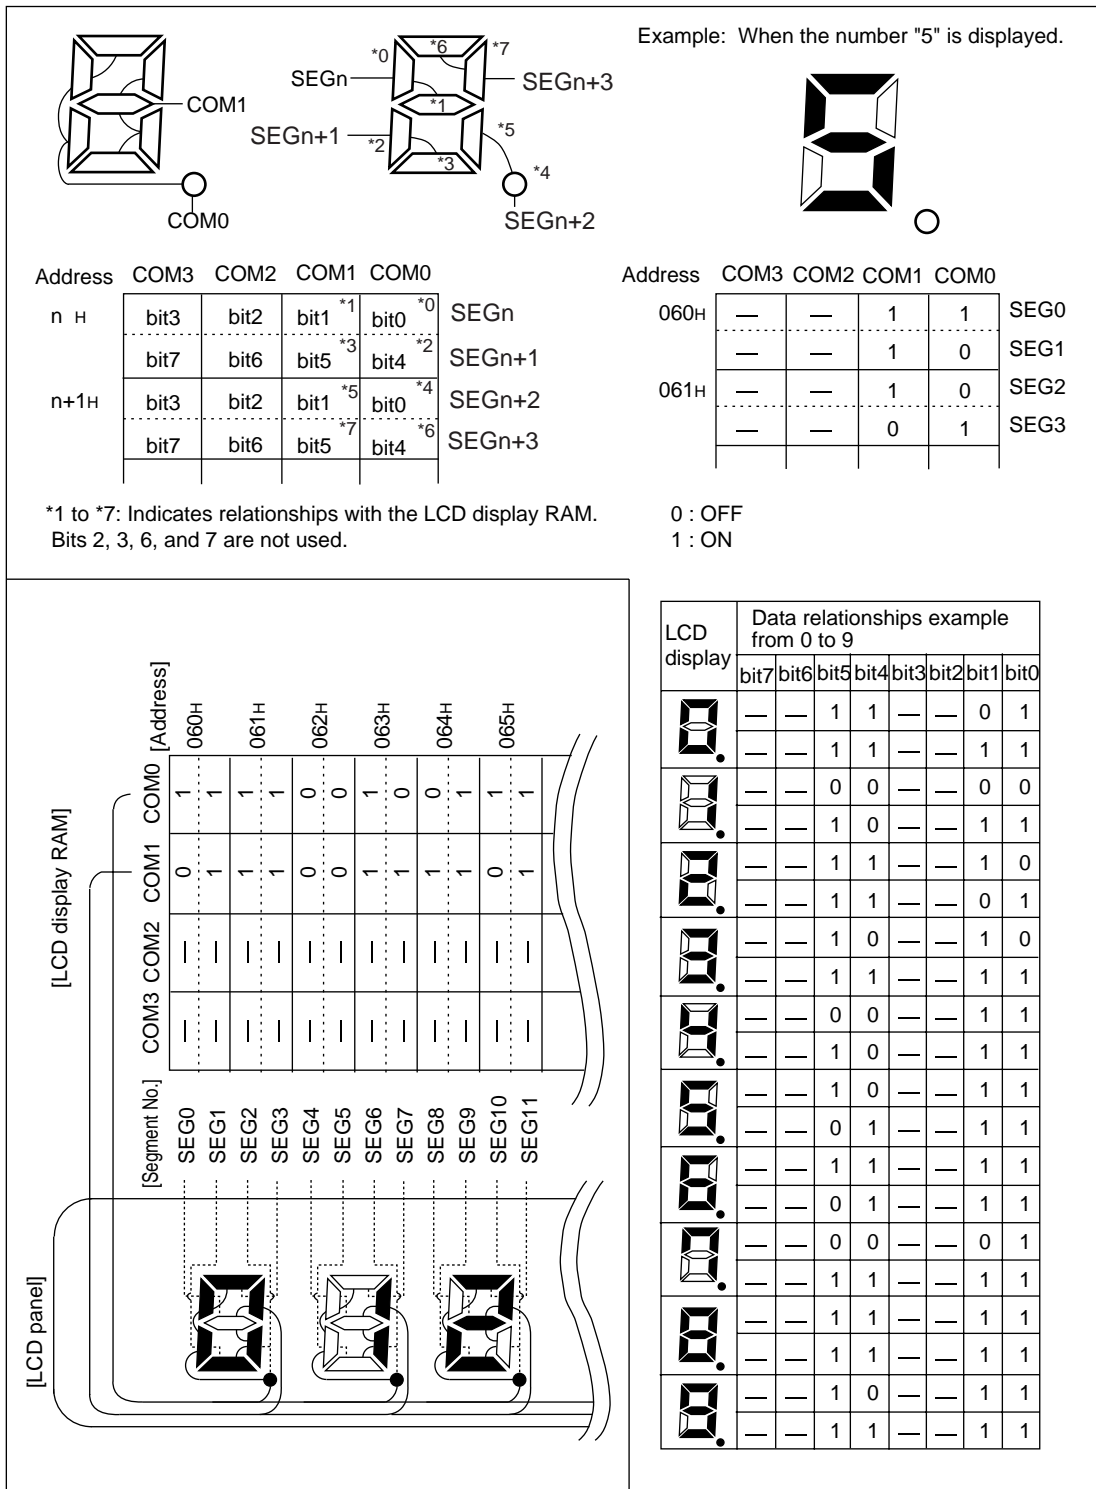 Example: When the number "5" is displayed.
*0 *6 *7
SEGn SEGn+3
COM1 *1
SEGn+1 *2 *5
*3 *4
COM0 SEGn+2
Address COM3 COM2 COM1 COM0
n H bit3 bit2 bit1 *1 bit0 *0 SEGn
bit7 bit6 bit5 *3 bit4 *2 SEGn+1
n+1H bit3 bit2 bit1 *5 bit0 *4 SEGn+2
bit7 bit6 bit5 *7 bit4 *6 SEGn+3
Address COM3 COM2 COM1 COM0
060H — — 1 1 SEG0
— — 1 0 SEG1
061H — — 1 0 SEG2
— — 0 1 SEG3
*1 to *7: Indicates relationships with the LCD display RAM.
Bits 2, 3, 6, and 7 are not used.
0 : OFF
1 : ON
[LCD display RAM]
[Address] 060H 061H 062H 063H 064H 065H
COM0 1 1 1 1 0 0 1 0 0 1 1 1
COM1 0 1 1 1 0 0 1 1 1 1 0 1
COM2 — — — — — — — — — — — —
COM3 — — — — — — — — — — — —
[Segment No.] SEG0 SEG1 SEG2 SEG3 SEG4 SEG5 SEG6 SEG7 SEG8 SEG9 SEG10 SEG11
[LCD panel]
LCD display
Data relationships example
from 0 to 9
bit7 bit6 bit5 bit4 bit3 bit2 bit1 bit0
— — 1 1 — — 0 1
— — 1 1 — — 1 1
— — 0 0 — — 0 0
— — 1 0 — — 1 1
— — 1 1 — — 1 0
— — 1 1 — — 0 1
— — 1 0 — — 1 0
— — 1 1 — — 1 1
— — 0 0 — — 1 1
— — 1 0 — — 1 1
— — 1 0 — — 1 1
— — 0 1 — — 1 1
— — 1 1 — — 1 1
— — 0 1 — — 1 1
— — 0 0 — — 0 1
— — 1 1 — — 1 1
— — 1 1 — — 1 1
— — 1 1 — — 1 1
— — 1 0 — — 1 1
— — 1 1 — — 1 1